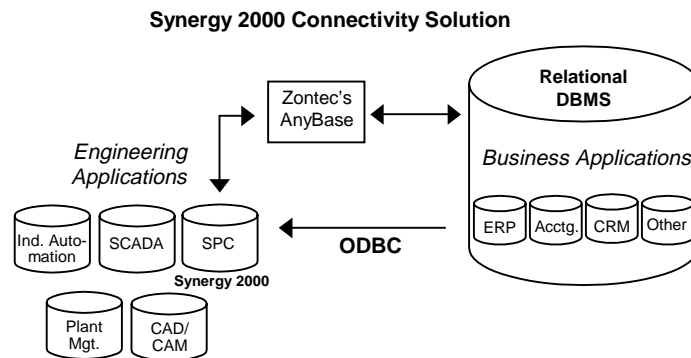 Synergy 2000 Connectivity Solution
Relational
DBMS
Zontec's
AnyBase
Engineering
Applications
Business Applications
Ind. Auto-
mation
SCADA
SPC
Synergy 2000
ODBC
ERP
Acctg.
CRM
Other
Plant
Mgt.
CAD/
CAM